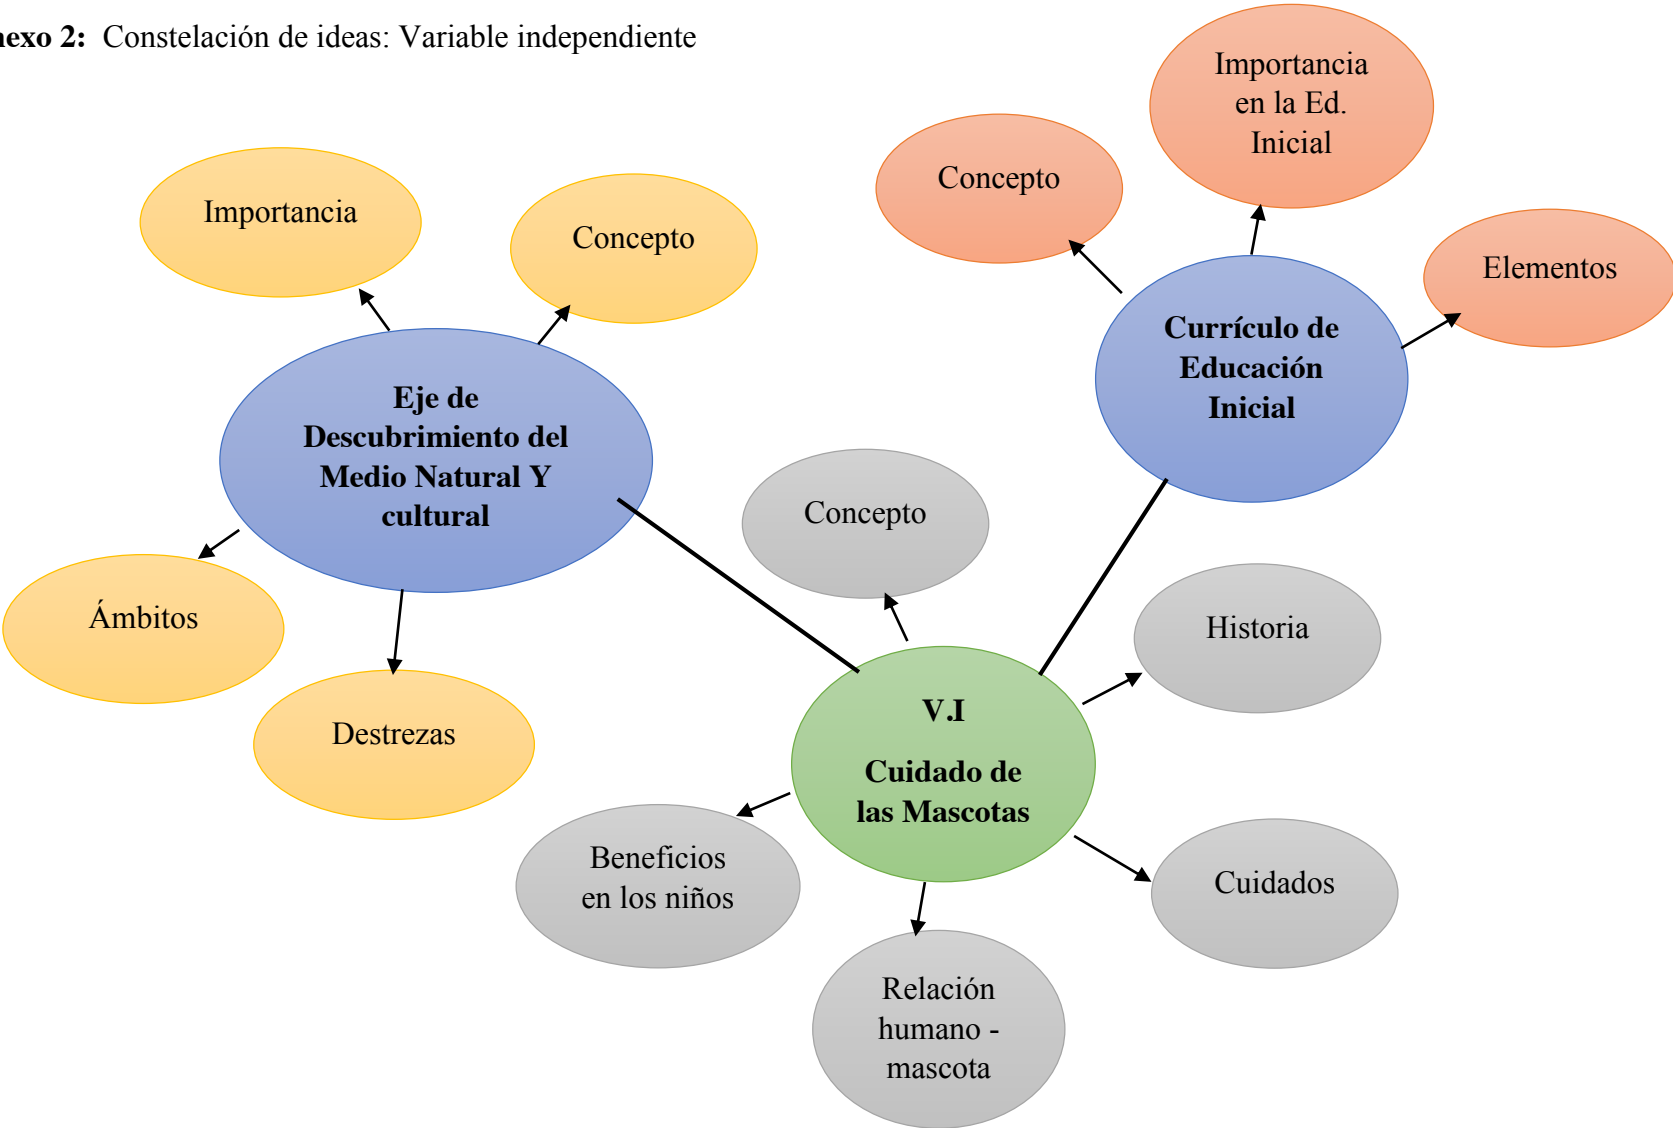 nexo 2: Constelación de ideas: Variable independiente
Importancia
en la Ed.
Inicial
Concepto
Importancia
Concepto
Elementos
Currículo de
Educación
Inicial
Eje de
Descubrimiento del
Medio Natural Y
cultural
Concepto
Ámbitos
Historia
Destrezas
V.I
Cuidado de
las Mascotas
Beneficios
en los niños
Cuidados
Relación
humano -
mascota